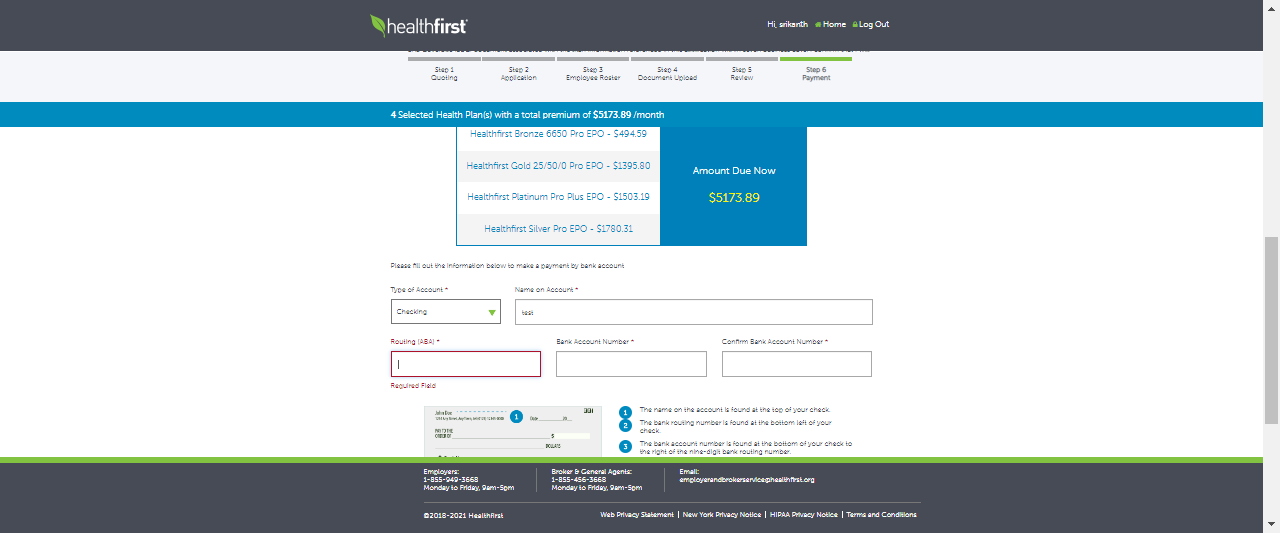 healthfirst
Hi, srikanth Home Log Out
Step 1 Step 2 Step 3 Step 4 Step 5 Step 6
Quoting Application Employee Roster Document Upload Review Payment
4 Selected Health Plan(s) with a total premium of $5173.89 /month
Healthfirst Bronze 6650 Pro EPO - $494.59
Healthfirst Gold 25/50/0 Pro EPO - $1395.80
Amount Due Now
Healthfirst Platinum Pro Plus EPO - $1503.19
$5173.89
Healthfirst Silver Pro EPO - $1780.31
Please fill out the information below to make a payment by bank account
Type of Account * Name on Account *
Checking test
Routing (ABA) * Bank Account Number * Confirm Bank Account Number *
Required Field
John Doe
1 Date 20
PAY TO THE
ORDER OF $
DOLLARS
1 The name on the account is found at the top of your check.
2 The bank routing number is found at the bottom left of your
check.
3 The bank account number is found at the bottom of your check to
the right of the nine-digit bank routing number.
Employers:
1-855-949-3668
Monday to Friday, 9am-5pm
Broker & General Agents:
1-855-456-3668
Monday to Friday, 9am-5pm
Email:
employerandbrokerservice@healthfirst.org
©2018-2021 Healthfirst
Web Privacy Statement | New York Privacy Notice | HIPAA Privacy Notice | Terms and Conditions